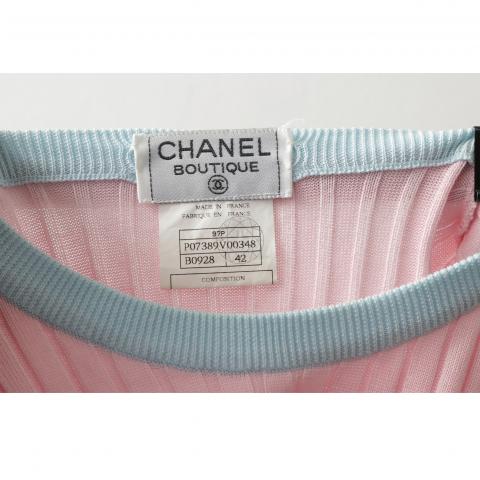 CHANEL
BOUTIQUE
MADE IN FRANCE
FABRIQUE EN FRANCE
97P
P07389V00348
B0928 42
COMPOSITION